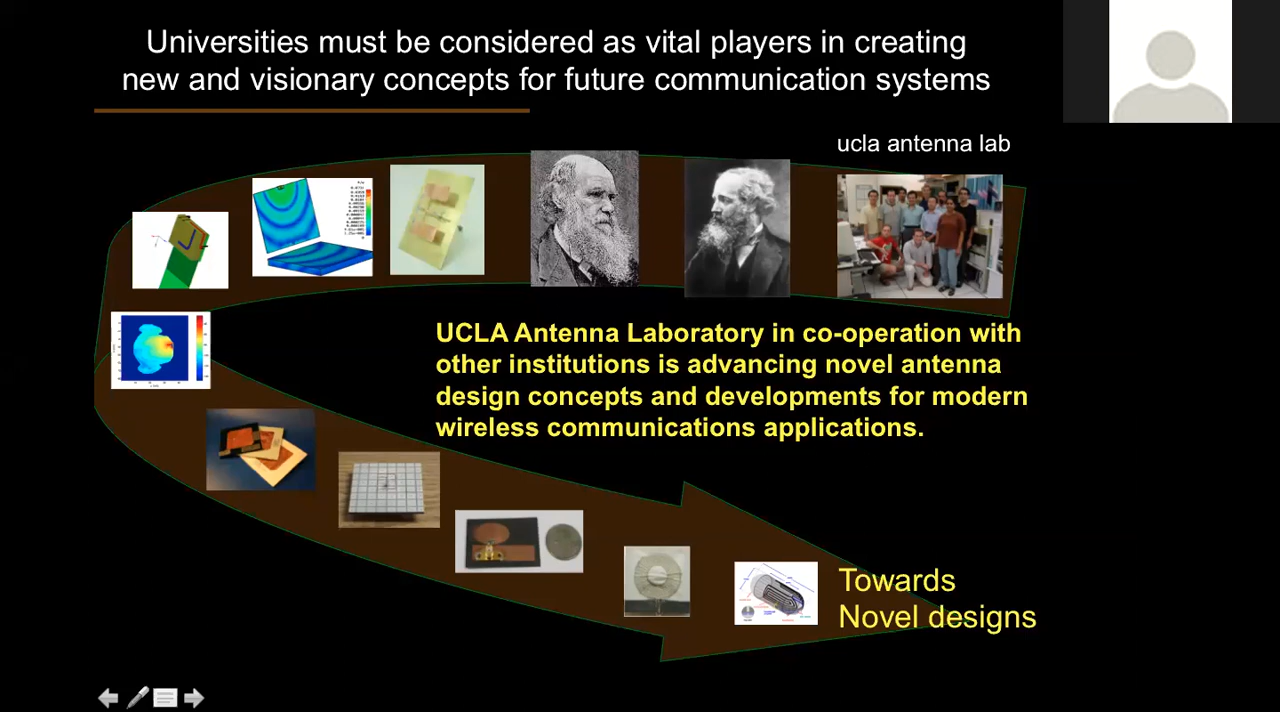 Universities must be considered as vital players in creating
new and visionary concepts for future communication systems
ucla antenna lab
UCLA Antenna Laboratory in co-operation with
other institutions is advancing novel antenna
design concepts and developments for modern
wireless communications applications.
Towards
Novel designs